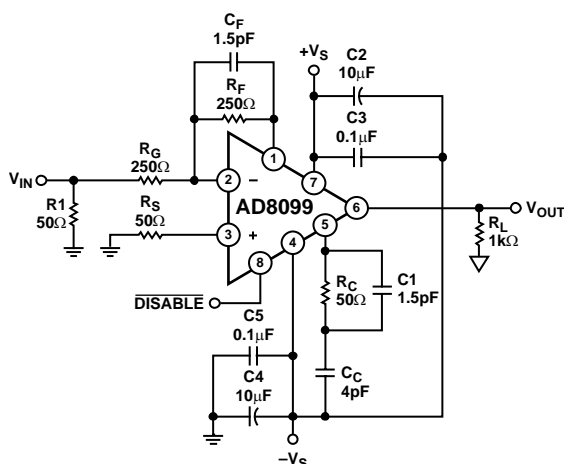 CF
1.5pF
RF
250Ω
+VS
C2
10μF
C3
0.1μF
RG
250Ω
VIN
R1
50Ω
RS
50Ω
1
2
−
3
+
AD8099
7
6
5
4
8
VOUT
RL
1kΩ
DISABLE
RC
50Ω
C1
1.5pF
C5
0.1μF
C4
10μF
CC
4pF
−VS